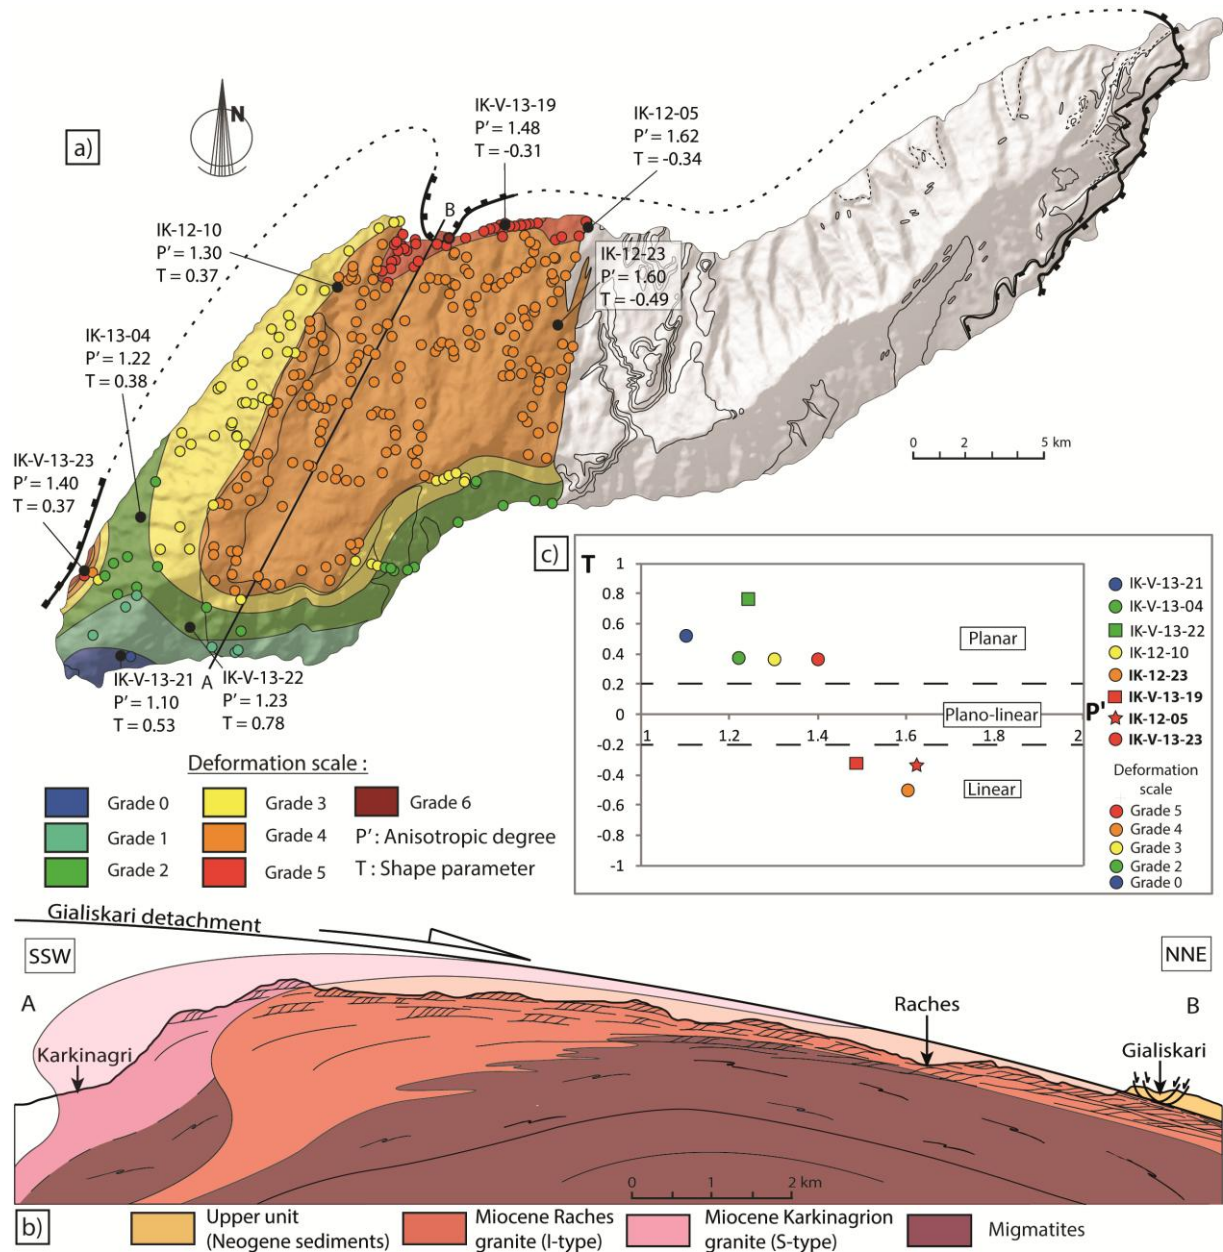 a)
N
IK-V-13-19
P' = 1.48
T = -0.31
IK-12-05
P' = 1.62
T = -0.34
B
IK-12-10
P' = 1.30
T = 0.37
IK-12-23
P' = 1.60
T = -0.49
IK-13-04
P' = 1.22
T = 0.38
IK-V-13-23
P' = 1.40
T = 0.37
0 2 5 km
IK-V-13-21
P' = 1.10
T = 0.53
A
IK-V-13-22
P' = 1.23
T = 0.78
Deformation scale :
Grade 0
Grade 1
Grade 2
Grade 3
Grade 4
Grade 5
Grade 6
P' : Anisotropic degree
T : Shape parameter
c)
T
1
0.8
0.6
0.4
0.2
0
-0.2
-0.4
-0.6
-0.8
-1
1 1.2 1.4 1.6 1.8 2
P'
Planar
Plano-linear
Linear
IK-V-13-21
IK-V-13-04
IK-V-13-22
IK-12-10
IK-12-23
IK-V-13-19
IK-12-05
IK-V-13-23
Deformation
scale
Grade 5
Grade 4
Grade 3
Grade 2
Grade 0
Gialiskari detachment
SSW
NNE
A
B
Karkinagri
Raches
Gialiskari
0 1 2 km
b)
Upper unit
(Neogene sediments)
Miocene Raches
granite (I-type)
Miocene Karkinagrion
granite (S-type)
Migmatites